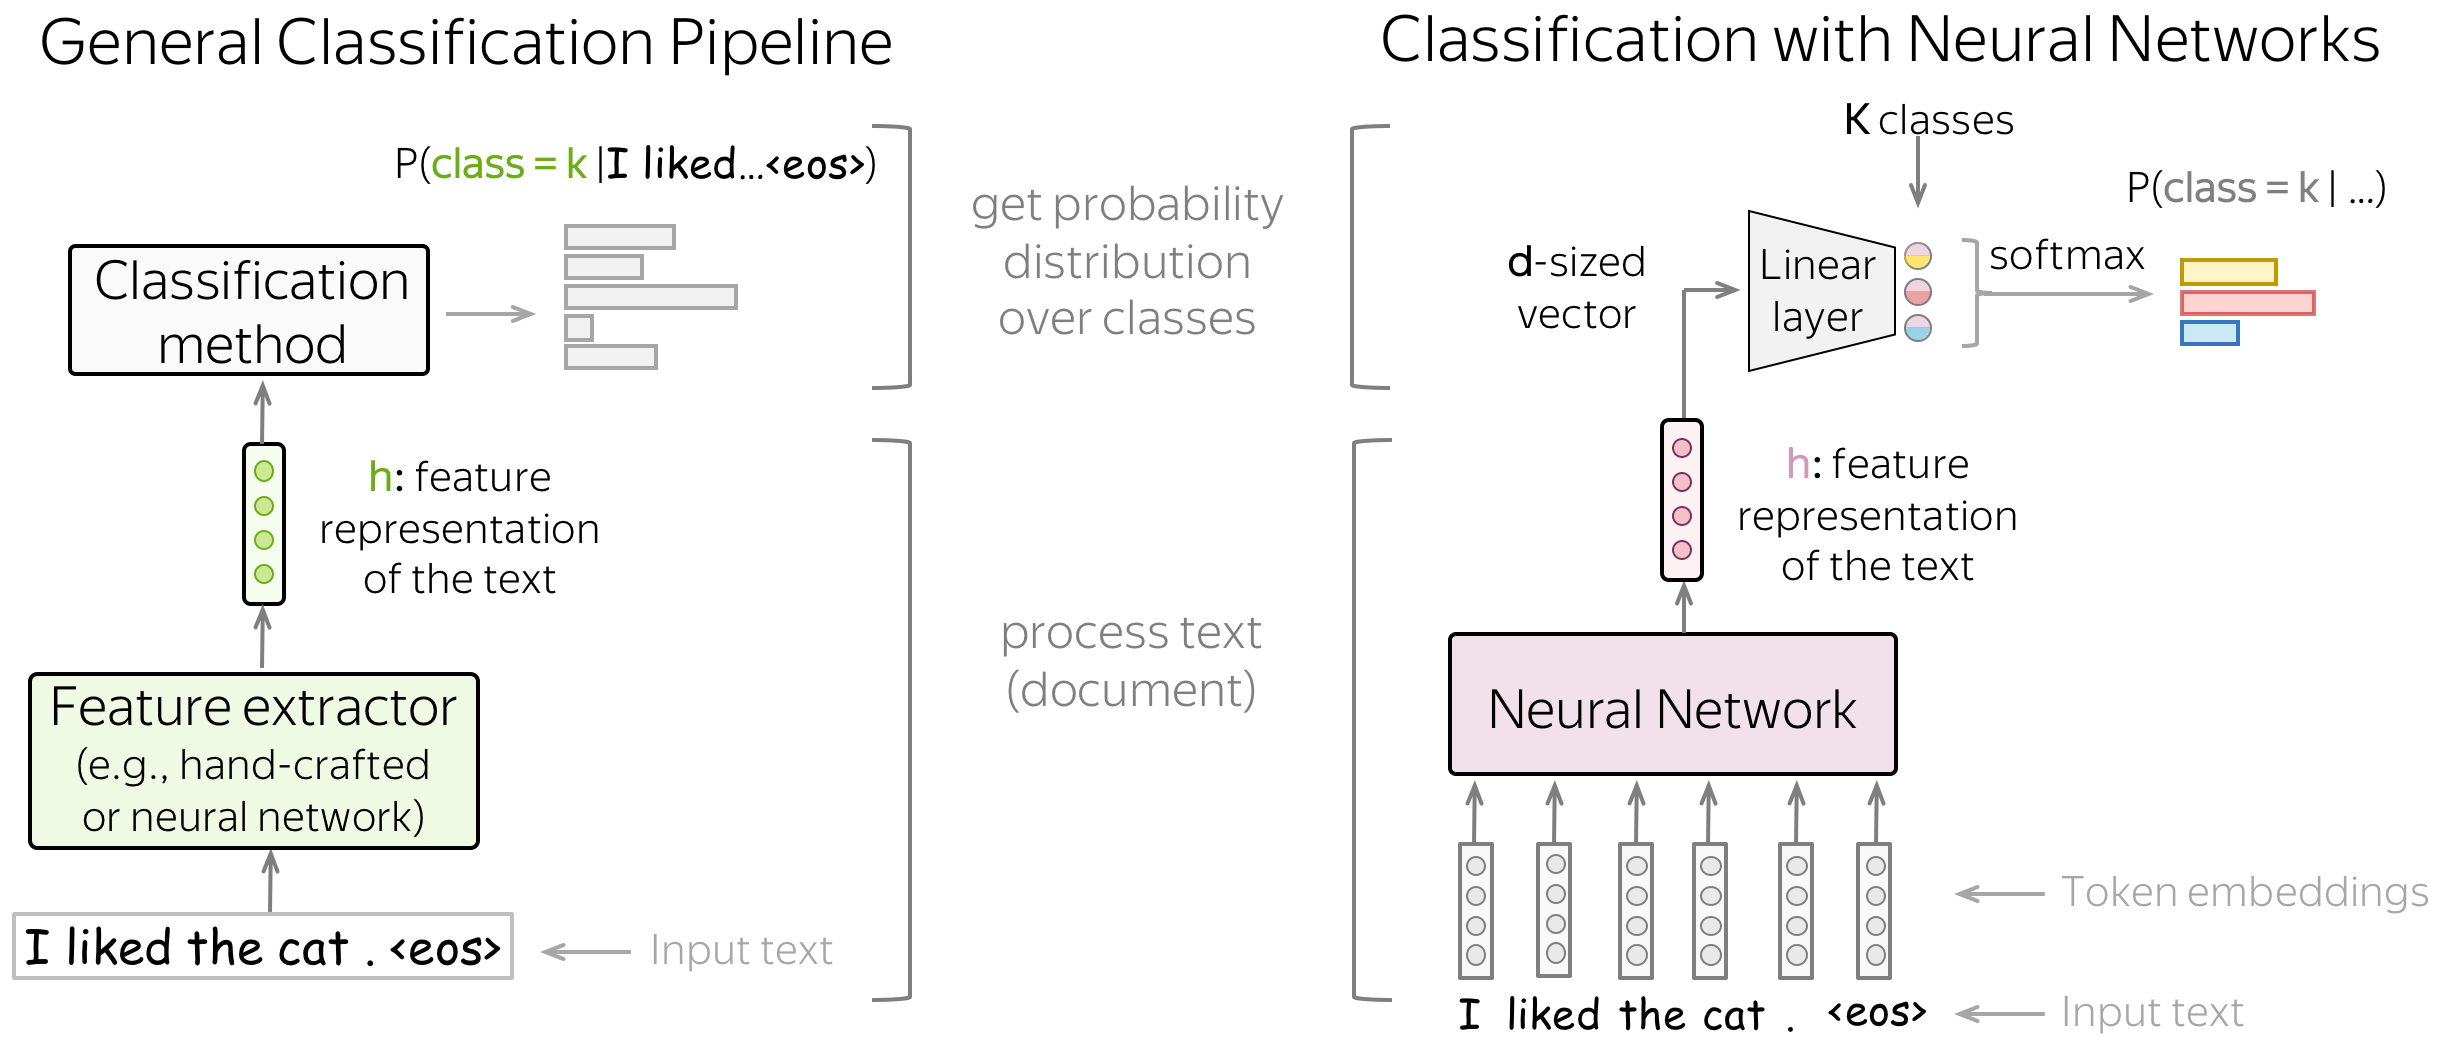 General Classification Pipeline
P(class = k |I liked...<eos>)
Classification
method
h: feature
representation
of the text
Feature extractor
(e.g., hand-crafted
or neural network)
I liked the cat . <eos>
Input text
get probability
distribution
over classes
process text
(document)
Classification with Neural Networks
K classes
P(class = k | ...)
d-sized
vector
Linear
layer
softmax
h: feature
representation
of the text
Neural Network
Token embeddings
I liked the cat . <eos>
Input text